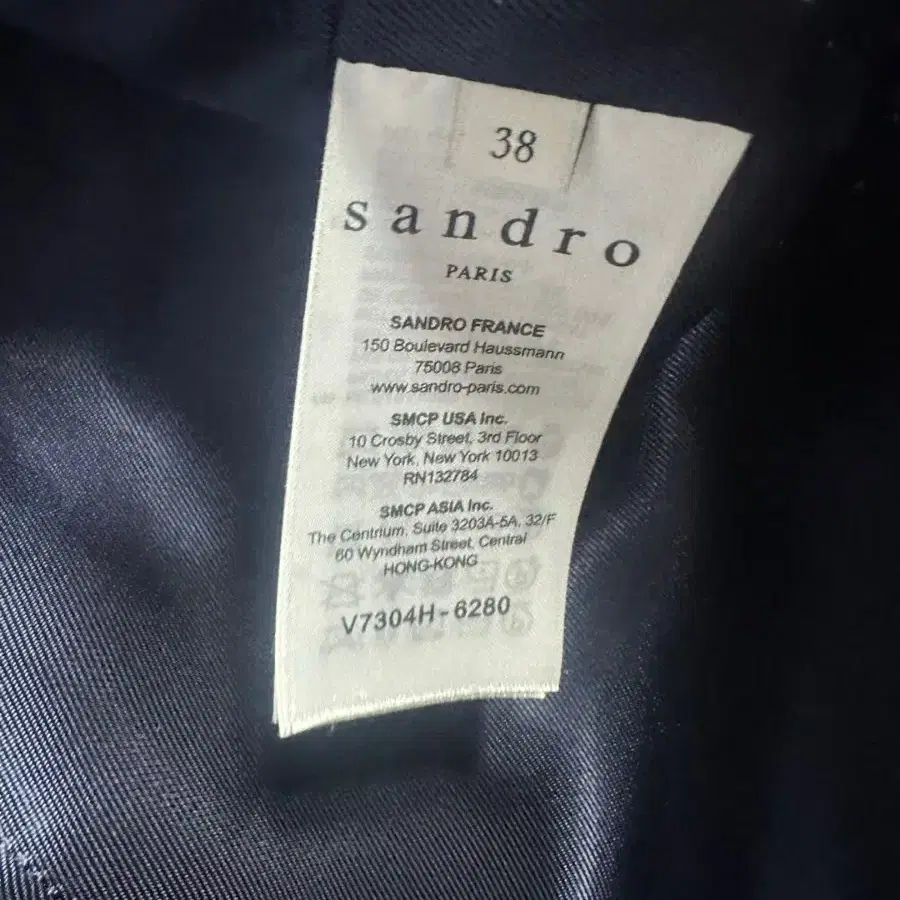 38
sandro
PARIS
SANDRO FRANCE
150 Boulevard Haussmann
75008 Paris
www.sandro-paris.com
SMCP USA Inc.
10 Crosby Street, 3rd Floor
New York, New York 10013
RN132784
SMCP ASIA Inc.
The Centrium, Suite 3203A-5A, 32/F
60 Wyndham Street, Central
HONG-KONG
V7304H-6280